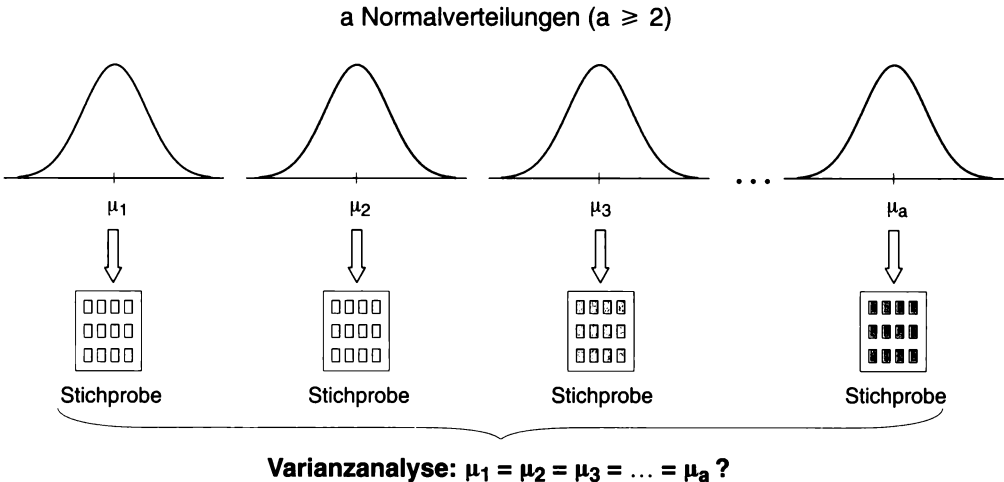 a Normalverteilungen (a ⩾ 2)
μ₁ μ₂ μ₃ ... μₐ
Stichprobe Stichprobe Stichprobe Stichprobe
Varianzanalyse: μ₁ = μ₂ = μ₃ = ... = μₐ ?